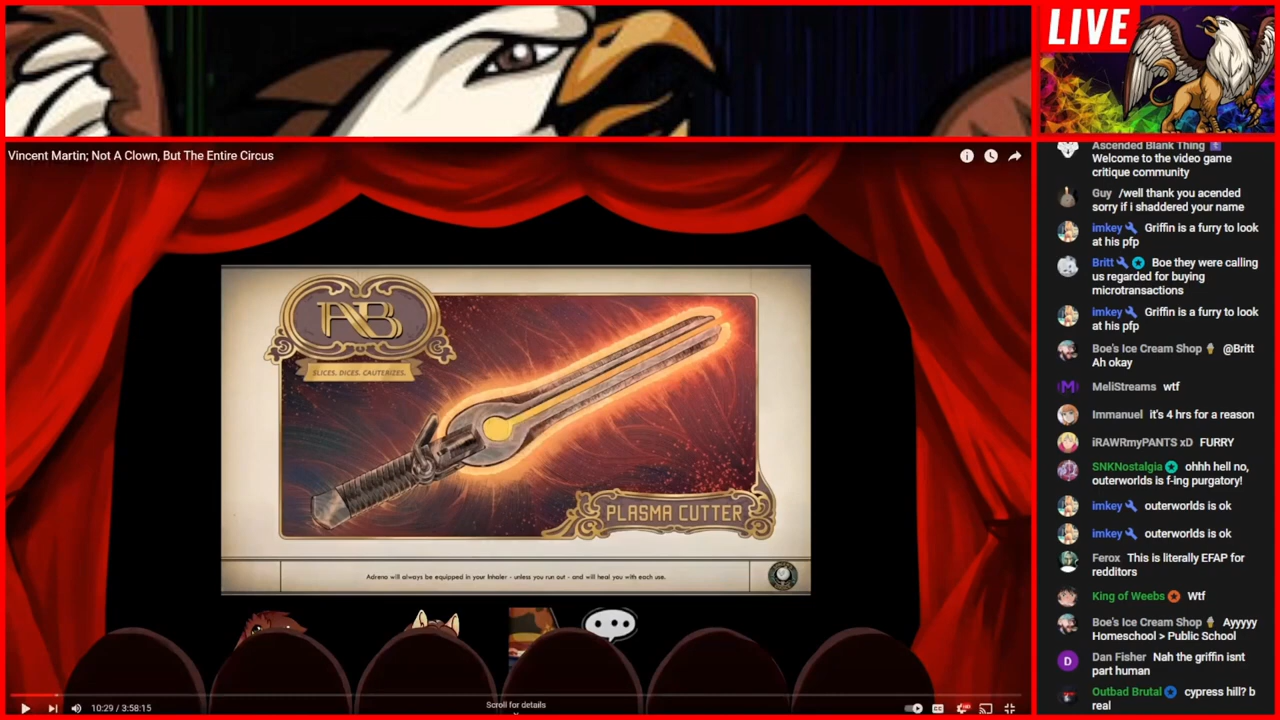 LIVE
Vincent Martin; Not A Clown, But The Entire Circus
AB
SLICES. DICES. CAUTERIZES.
PLASMA CUTTER
Adreno will always be equipped in your Inhaler - unless you run out - and will heal you with each use.
10:29 / 3:58:15
Scroll for details
Ascended Blank Thing
Welcome to the video game
critique community
Guy /well thank you acended
sorry if i shaddered your name
imkey Griffin is a furry to look
at his pfp
Britt Boe they were calling
us regarded for buying
microtransactions
imkey Griffin is a furry to look
at his pfp
Boe's Ice Cream Shop @Britt
Ah okay
MeliStreams wtf
Immanuel it's 4 hrs for a reason
iRAWRmyPANTS xD FURRY
SNKNostalgia ohhh hell no,
outerworlds is f-ing purgatory!
imkey outerworlds is ok
imkey outerworlds is ok
Ferox This is literally EFAP for
redditors
King of Weebs Wtf
Boe's Ice Cream Shop Ayyyyy
Homeschool > Public School
D
Dan Fisher Nah the griffin isnt
part human
Outbad Brutal cypress hill? b
real